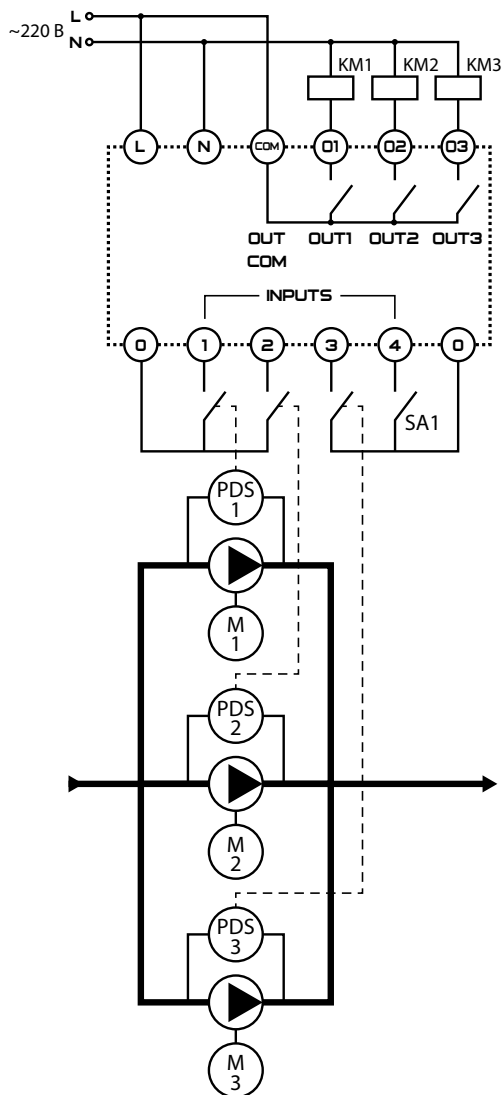 L
~220 В
N
KM1 KM2 KM3
L N COM 01 02 03
OUT COM OUT1 OUT2 OUT3
INPUTS
0 1 2 3 4 0
SA1
PDS 1
M 1
PDS 2
M 2
PDS 3
M 3